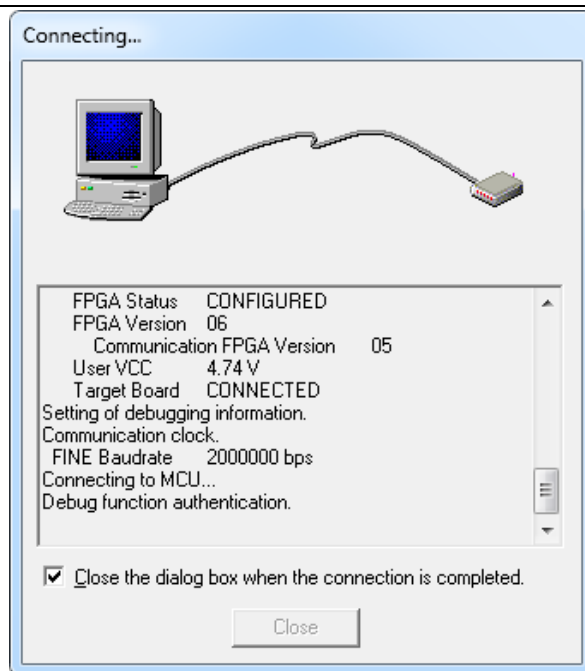 Connecting...
FPGA Status CONFIGURED
FPGA Version 06
Communication FPGA Version 05
User VCC 4.74 V
Target Board CONNECTED
Setting of debugging information.
Communication clock.
FINE Baudrate 2000000 bps
Connecting to MCU...
Debug function authentication.
Close the dialog box when the connection is completed.
Close